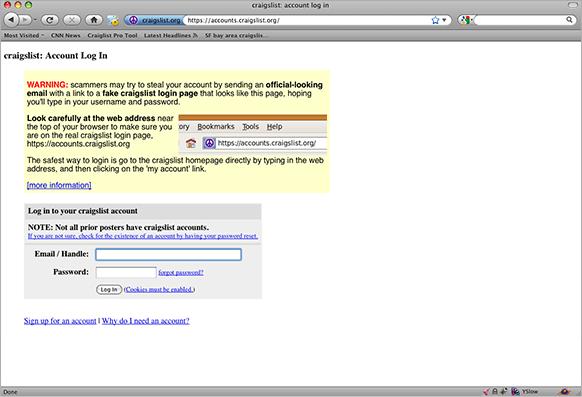 craigslist: account log in
craigslist.org https://accounts.craigslist.org/
Most Visited CNN News Craigslist Pro Tool Latest Headlines SF bay area craigslis...
craigslist: Account Log In
WARNING: scammers may try to steal your account by sending an official-looking
email with a link to a fake craigslist login page that looks like this page, hoping
you'll type in your username and password.
Look carefully at the web address near
the top of your browser to make sure you
are on the real craigslist login page,
https://accounts.craigslist.org
ory Bookmarks Tools Help
https://accounts.craigslist.org/
The safest way to login is go to the craigslist homepage directly by typing in the web
address, and then clicking on the 'my account' link.
[more information]
Log in to your craigslist account
NOTE: Not all prior posters have craigslist accounts.
If you are not sure, check for the existence of an account by having your password reset.
Email / Handle:
Password: forgot password?
Log In (Cookies must be enabled.)
Sign up for an account | Why do I need an account?
Done YSlow